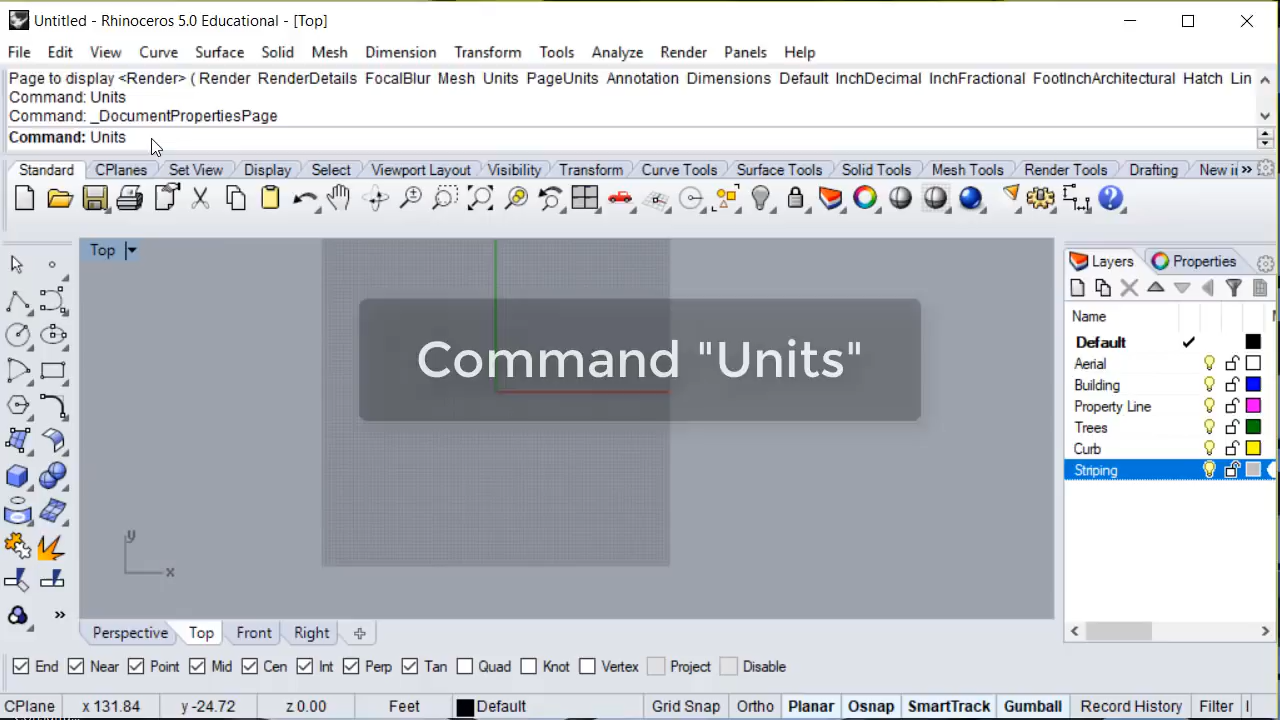 Untitled - Rhinoceros 5.0 Educational - [Top]
File Edit View Curve Surface Solid Mesh Dimension Transform Tools Analyze Render Panels Help
Page to display <Render> ( Render RenderDetails FocalBlur Mesh Units PageUnits Annotation Dimensions Default InchDecimal InchFractional FootInchArchitectural Hatch Lin
Command: Units
Command: _DocumentPropertiesPage
Command: Units
Standard CPlanes Set View Display Select Viewport Layout Visibility Transform Curve Tools Surface Tools Solid Tools Mesh Tools Render Tools Drafting New i »
Top
Layers Properties
Name
Default
Aerial
Building
Property Line
Trees
Curb
Striping
Command "Units"
y
x
Perspective Top Front Right
End Near Point Mid Cen Int Perp Tan Quad Knot Vertex Project Disable
CPlane x 131.84 y -24.72 z 0.00 Feet Default Grid Snap Ortho Planar Osnap SmartTrack Gumball Record History Filter